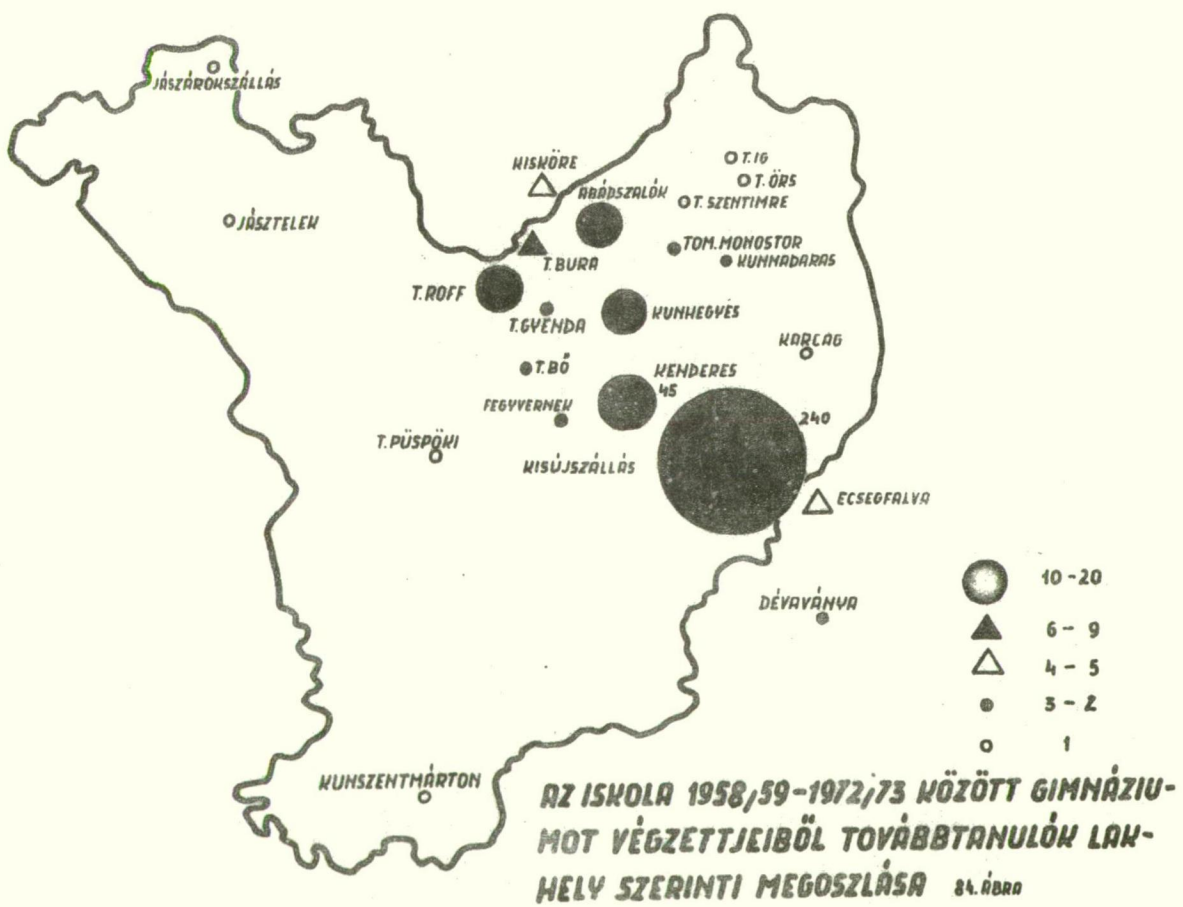 JÁSZÁROKSZÁLLÁS
KISKÖRE
T. IG
T. ÖRS
ABÁDSZALÓK
T. SZENTIMRE
JÁSZTELEK
TOM. MONOSTOR
T. BURA
KUNMADARAS
T. ROFF
KUNHEGYES
T. GYENDA
KARCAG
T. BŐ
KENDERES
45
FEGYVERNEK
240
T. PÜSPÖKI
KISÚJSZÁLLÁS
ECSEGFALVA
10 - 20
DÉVAVÁNYA
6 - 9
4 - 5
3 - 2
1
KUNSZENTMÁRTON
AZ ISKOLA 1958/59-1972/73 KÖZÖTT GIMNÁZIU-
MOT VÉGZETTJEIBŐL TOVÁBBTANULÓK LAK-
HELY SZERINTI MEGOSZLÁSA 84. ÁBRA